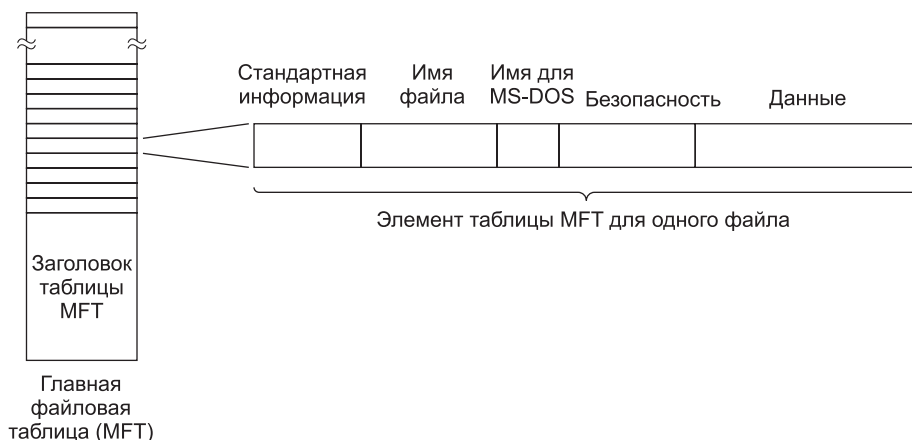 Стандартная
информация
Имя
файла
Имя для
MS-DOS
Безопасность
Данные
Элемент таблицы MFT для одного файла
Заголовок
таблицы
MFT
Главная
файловая
таблица (MFT)